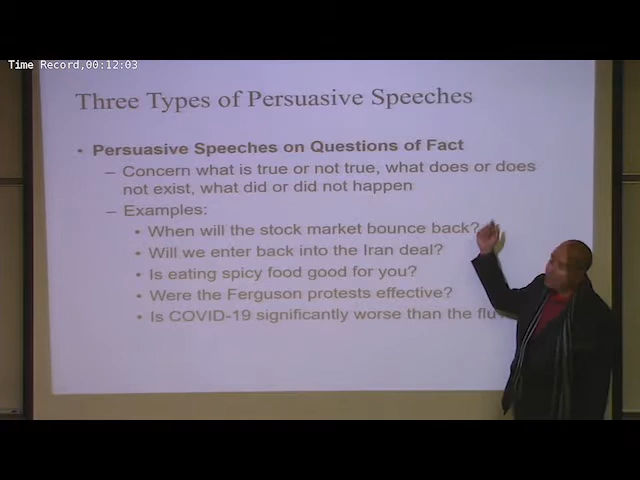 Time Record,00:12:03
Three Types of Persuasive Speeches
• Persuasive Speeches on Questions of Fact
– Concern what is true or not true, what does or does
not exist, what did or did not happen
– Examples:
• When will the stock market bounce back?
• Will we enter back into the Iran deal?
• Is eating spicy food good for you?
• Were the Ferguson protests effective?
• Is COVID-19 significantly worse than the flu